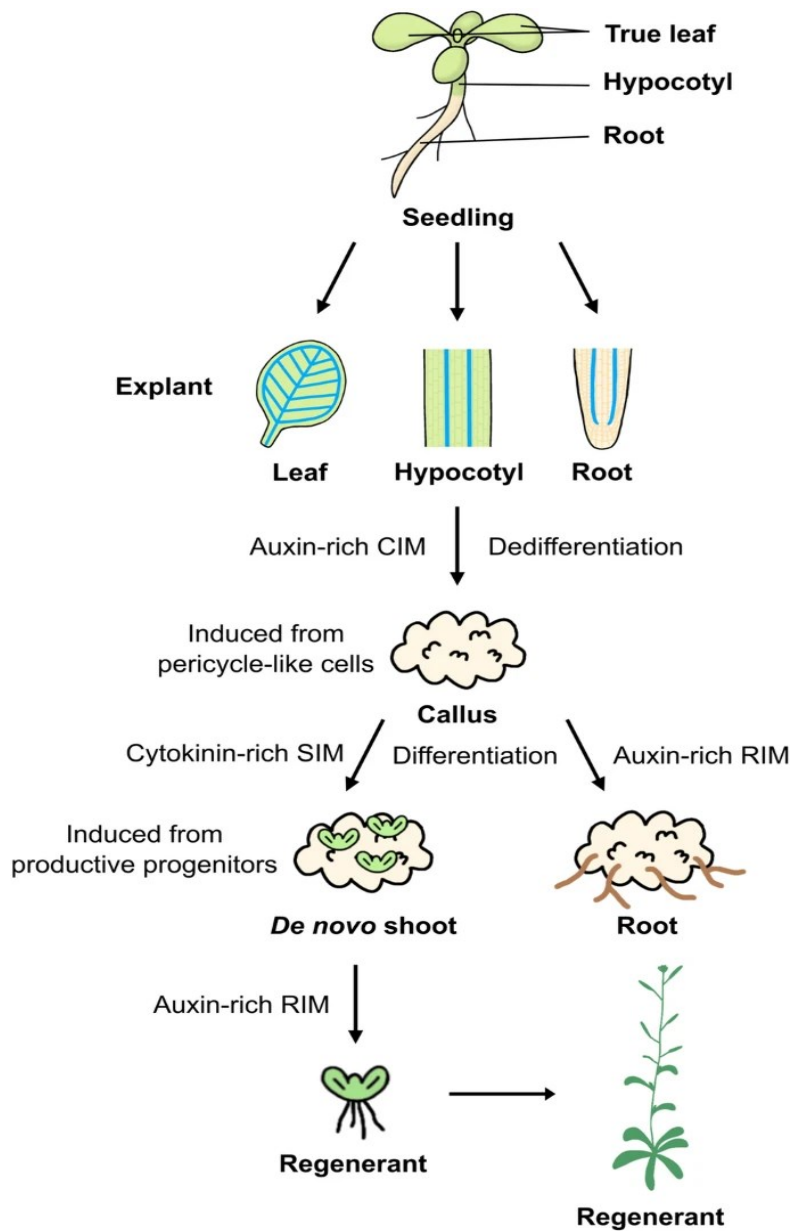 True leaf
Hypocotyl
Root
Seedling
Explant
Leaf
Hypocotyl
Root
Auxin-rich CIM
Dedifferentiation
Induced from
pericycle-like cells
Callus
Cytokinin-rich SIM
Differentiation
Auxin-rich RIM
Induced from
productive progenitors
De novo shoot
Root
Auxin-rich RIM
Regenerant
Regenerant